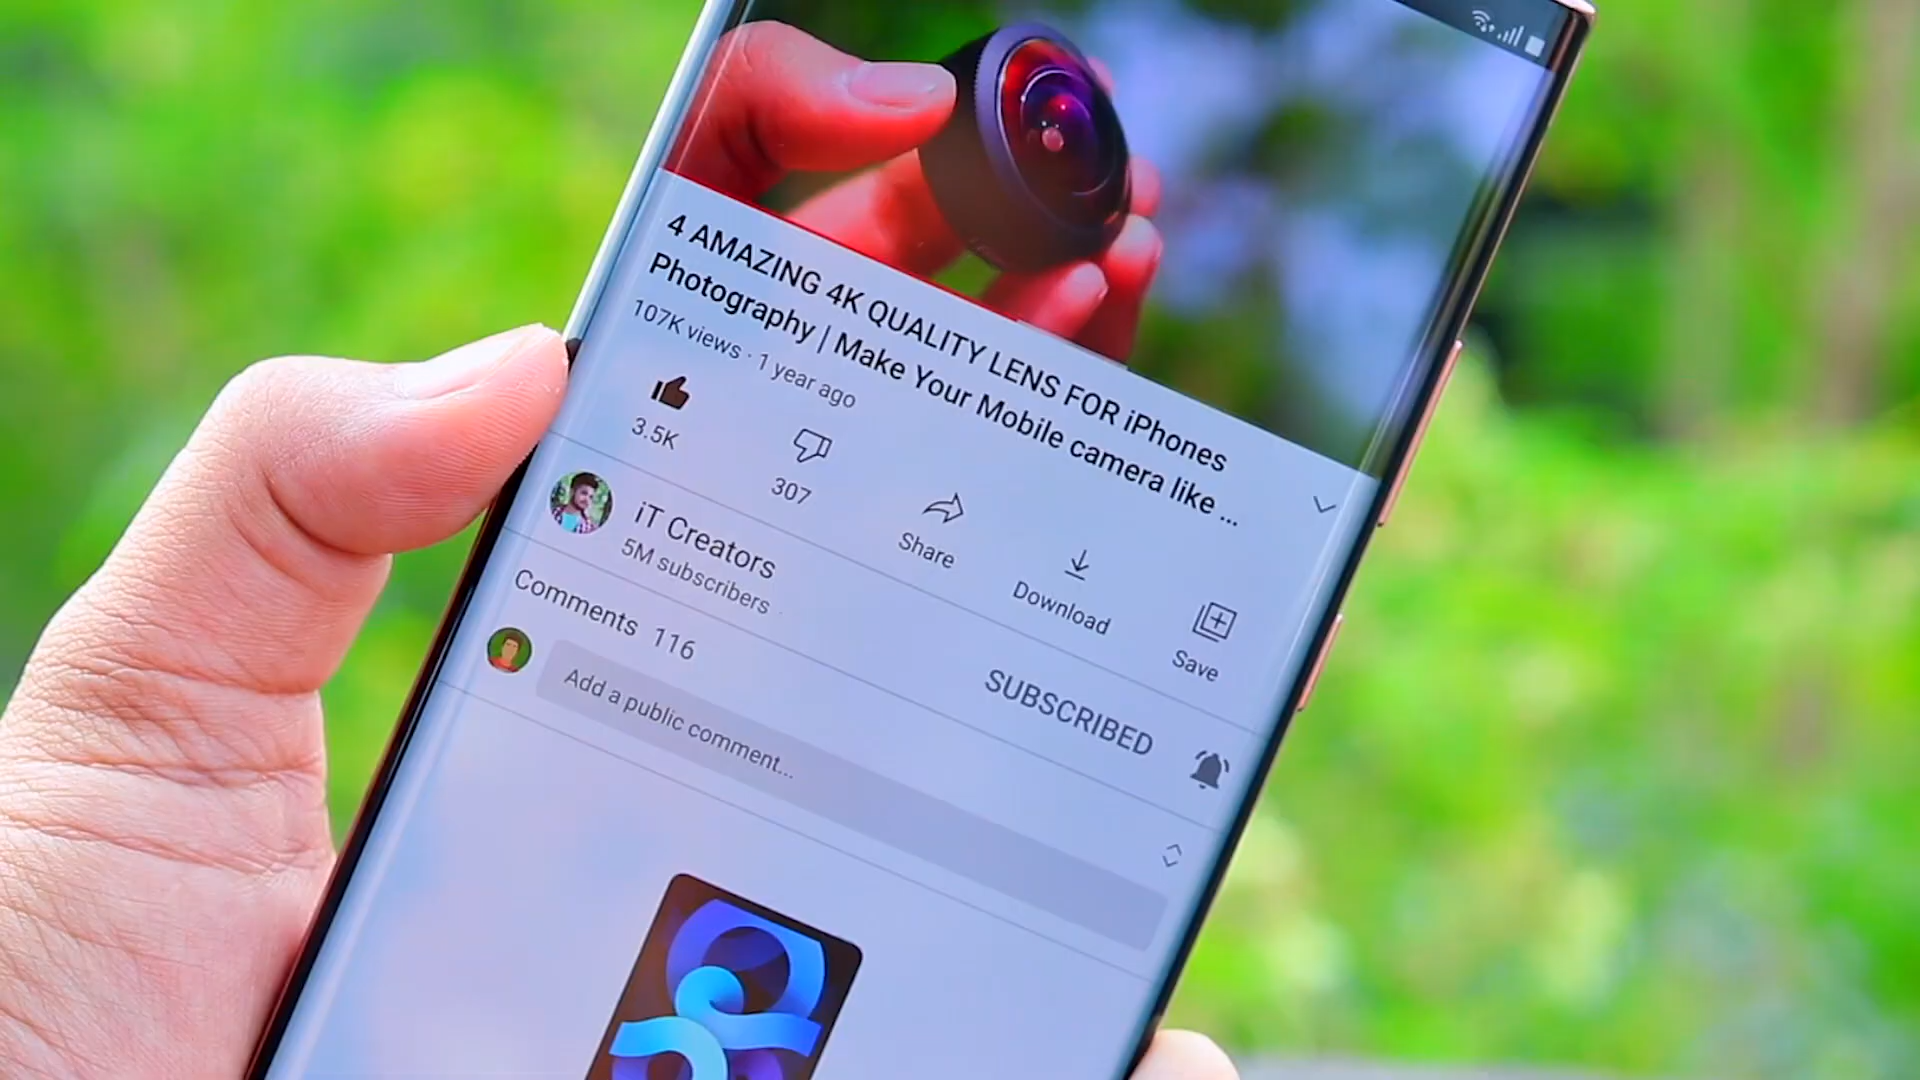 4 AMAZING 4K QUALITY LENS FOR iPhones
Photography | Make Your Mobile camera like ...
107K views · 1 year ago
3.5K
307
Share
Download
Save
iT Creators
5M subscribers
SUBSCRIBED
Comments 116
Add a public comment...